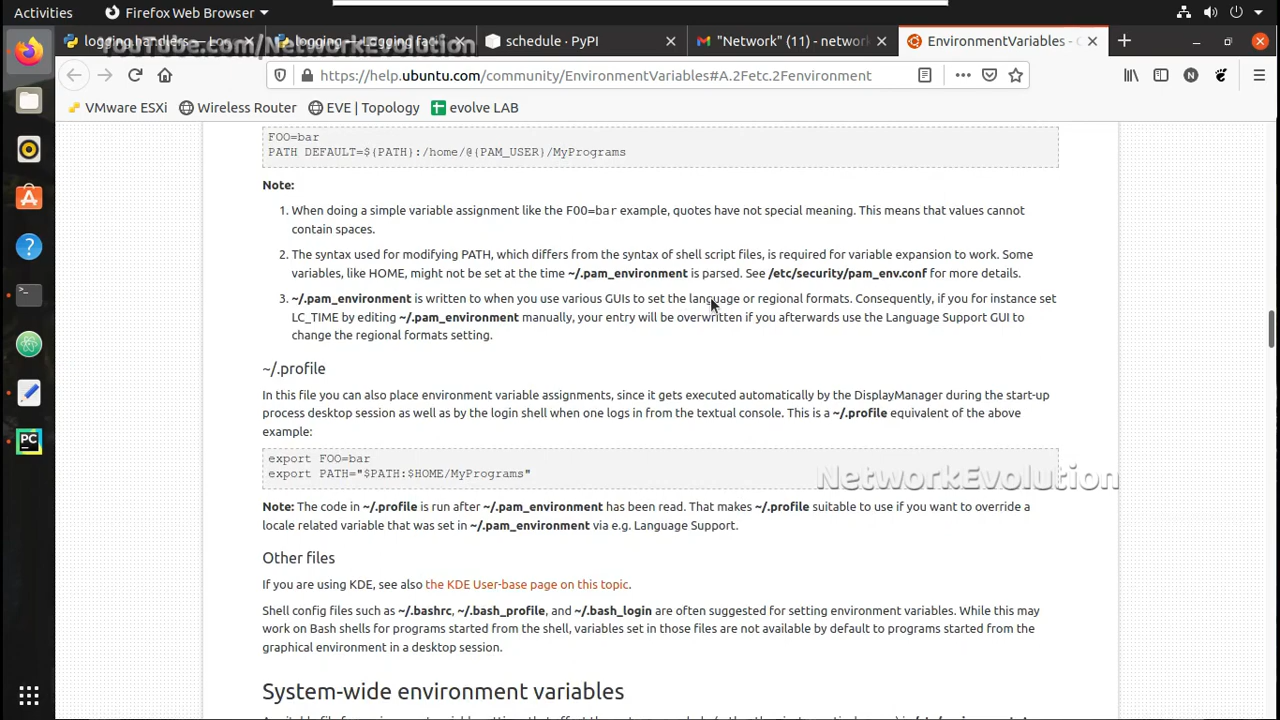 Activities Firefox Web Browser
logging.handlers — Lo logging — Logging fac schedule · PyPI "Network" (11) - network EnvironmentVariables - C
YouTube.com/NetworkEvolution
https://help.ubuntu.com/community/EnvironmentVariables#A.2Fetc.2Fenvironment
VMware ESXi Wireless Router EVE | Topology evolve LAB
FOO=bar
PATH DEFAULT=${PATH}:/home/@{PAM_USER}/MyPrograms
Note:
1. When doing a simple variable assignment like the FOO=bar example, quotes have not special meaning. This means that values cannot
contain spaces.
2. The syntax used for modifying PATH, which differs from the syntax of shell script files, is required for variable expansion to work. Some
variables, like HOME, might not be set at the time ~/.pam_environment is parsed. See /etc/security/pam_env.conf for more details.
3. ~/.pam_environment is written to when you use various GUIs to set the language or regional formats. Consequently, if you for instance set
LC_TIME by editing ~/.pam_environment manually, your entry will be overwritten if you afterwards use the Language Support GUI to
change the regional formats setting.
~/.profile
In this file you can also place environment variable assignments, since it gets executed automatically by the DisplayManager during the start-up
process desktop session as well as by the login shell when one logs in from the textual console. This is a ~/.profile equivalent of the above
example:
export FOO=bar
export PATH="$PATH:$HOME/MyPrograms"
NetworkEvolution
Note: The code in ~/.profile is run after ~/.pam_environment has been read. That makes ~/.profile suitable to use if you want to override a
locale related variable that was set in ~/.pam_environment via e.g. Language Support.
Other files
If you are using KDE, see also the KDE User-base page on this topic.
Shell config files such as ~/.bashrc, ~/.bash_profile, and ~/.bash_login are often suggested for setting environment variables. While this may
work on Bash shells for programs started from the shell, variables set in those files are not available by default to programs started from the
graphical environment in a desktop session.
System-wide environment variables